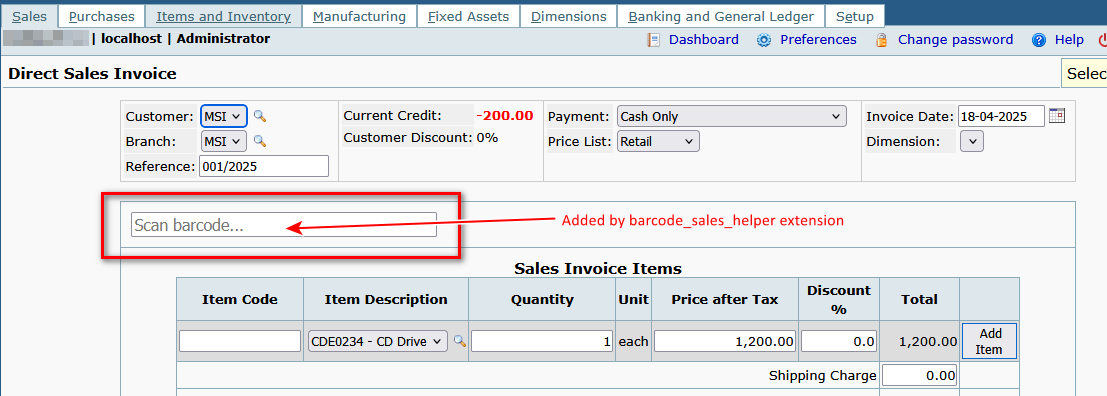 Sales Purchases Items and Inventory Manufacturing Fixed Assets Dimensions Banking and General Ledger Setup
| localhost | Administrator Dashboard Preferences Change password Help
Direct Sales Invoice Selec
Customer: MSI Current Credit: -200.00 Payment: Cash Only Invoice Date: 18-04-2025
Branch: MSI Customer Discount: 0% Price List: Retail Dimension:
Reference: 001/2025
Scan barcode... Added by barcode_sales_helper extension
Sales Invoice Items
Item Code Item Description Quantity Unit Price after Tax Discount % Total
CDE0234 - CD Drive 1 each 1,200.00 0.0 1,200.00 Add Item
Shipping Charge 0.00